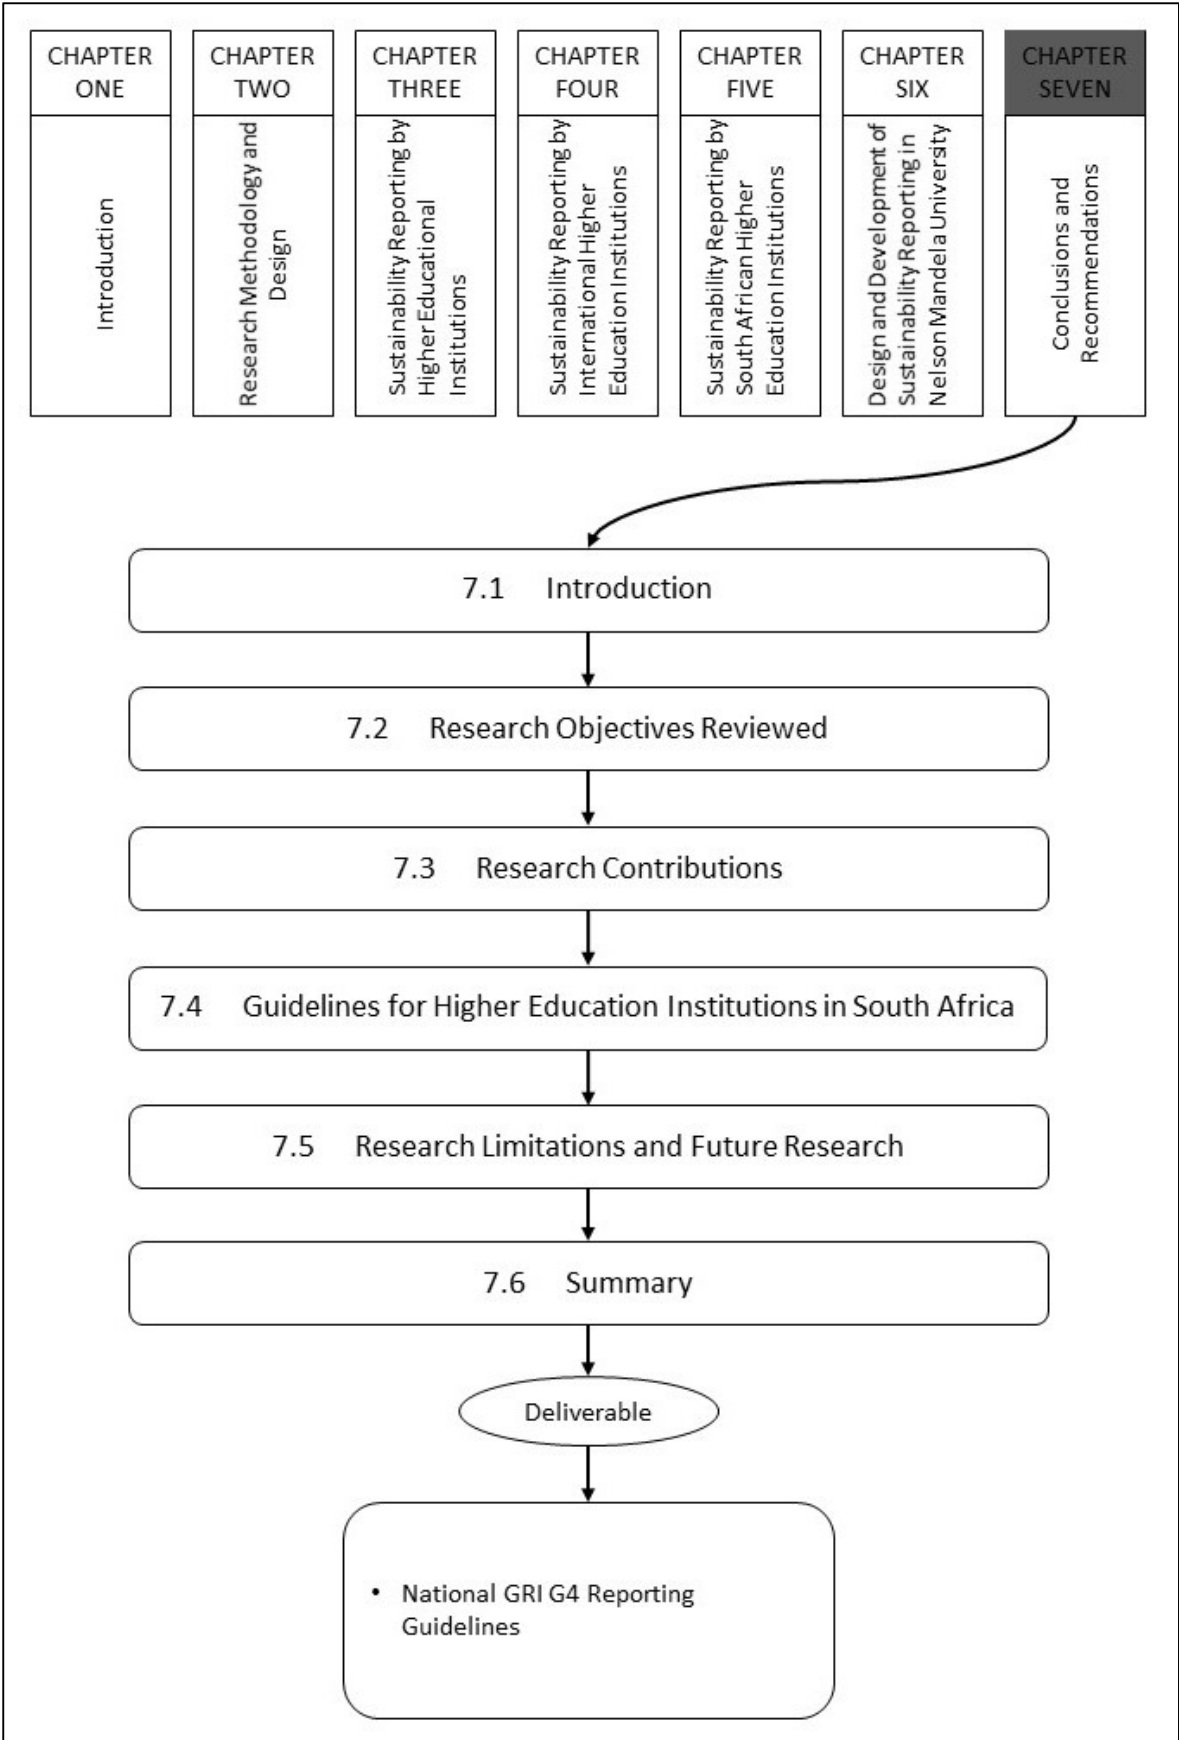 CHAPTER
ONE
Introduction
CHAPTER
TWO
Research Methodology and
Design
CHAPTER
THREE
Sustainability Reporting by
Higher Educational
Institutions
CHAPTER
FOUR
Sustainability Reporting by
International Higher
Education Institutions
CHAPTER
FIVE
Sustainability Reporting by
South African Higher
Education Institutions
CHAPTER
SIX
Design and Development of
Sustainability Reporting in
Nelson Mandela University
CHAPTER
SEVEN
Conclusions and
Recommendations
7.1 Introduction
7.2 Research Objectives Reviewed
7.3 Research Contributions
7.4 Guidelines for Higher Education Institutions in South Africa
7.5 Research Limitations and Future Research
7.6 Summary
Deliverable
• National GRI G4 Reporting
Guidelines